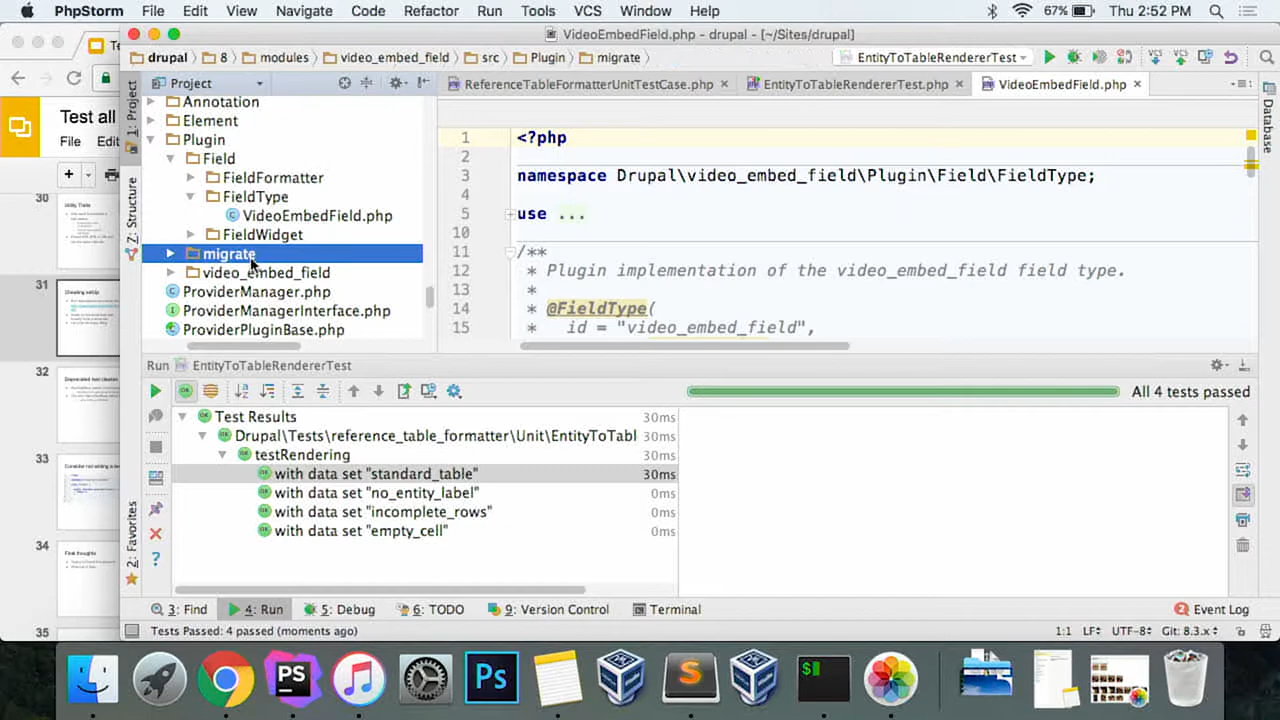 PhpStorm File Edit View Navigate Code Refactor Run Tools VCS Window Help 67% Thu 2:52 PM
VideoEmbedField.php - drupal - [~/Sites/drupal]
drupal 8 modules video_embed_field src Plugin migrate EntityToTableRendererTest
Project ReferenceTableFormatterUnitTestCase.php EntityToTableRendererTest.php VideoEmbedField.php
1: Project
Z: Structure
2: Favorites
Database
Test all
File Edit
30
Utility Traits
31
32
33
34
Final thoughts
35
Annotation
Element
Plugin
Field
FieldFormatter
FieldType
VideoEmbedField.php
FieldWidget
migrate
video_embed_field
ProviderManager.php
ProviderManagerInterface.php
ProviderPluginBase.php
1 <?php
2
3 namespace Drupal\video_embed_field\Plugin\Field\FieldType;
4
5 use ...
10
11 /**
12 * Plugin implementation of the video_embed_field field type.
13 *
14 * @FieldType(
15 * id = "video_embed_field",
Run EntityToTableRendererTest
All 4 tests passed
Test Results 30ms
Drupal\Tests\reference_table_formatter\Unit\EntityToTabl 30ms
testRendering 30ms
with data set "standard_table" 30ms
with data set "no_entity_label" 0ms
with data set "incomplete_rows" 0ms
with data set "empty_cell" 0ms
3: Find 4: Run 5: Debug 6: TODO 9: Version Control Terminal 2 Event Log
Tests Passed: 4 passed (moments ago) 1:1 LF UTF-8 Git: 8.3.x
PS Ps S $